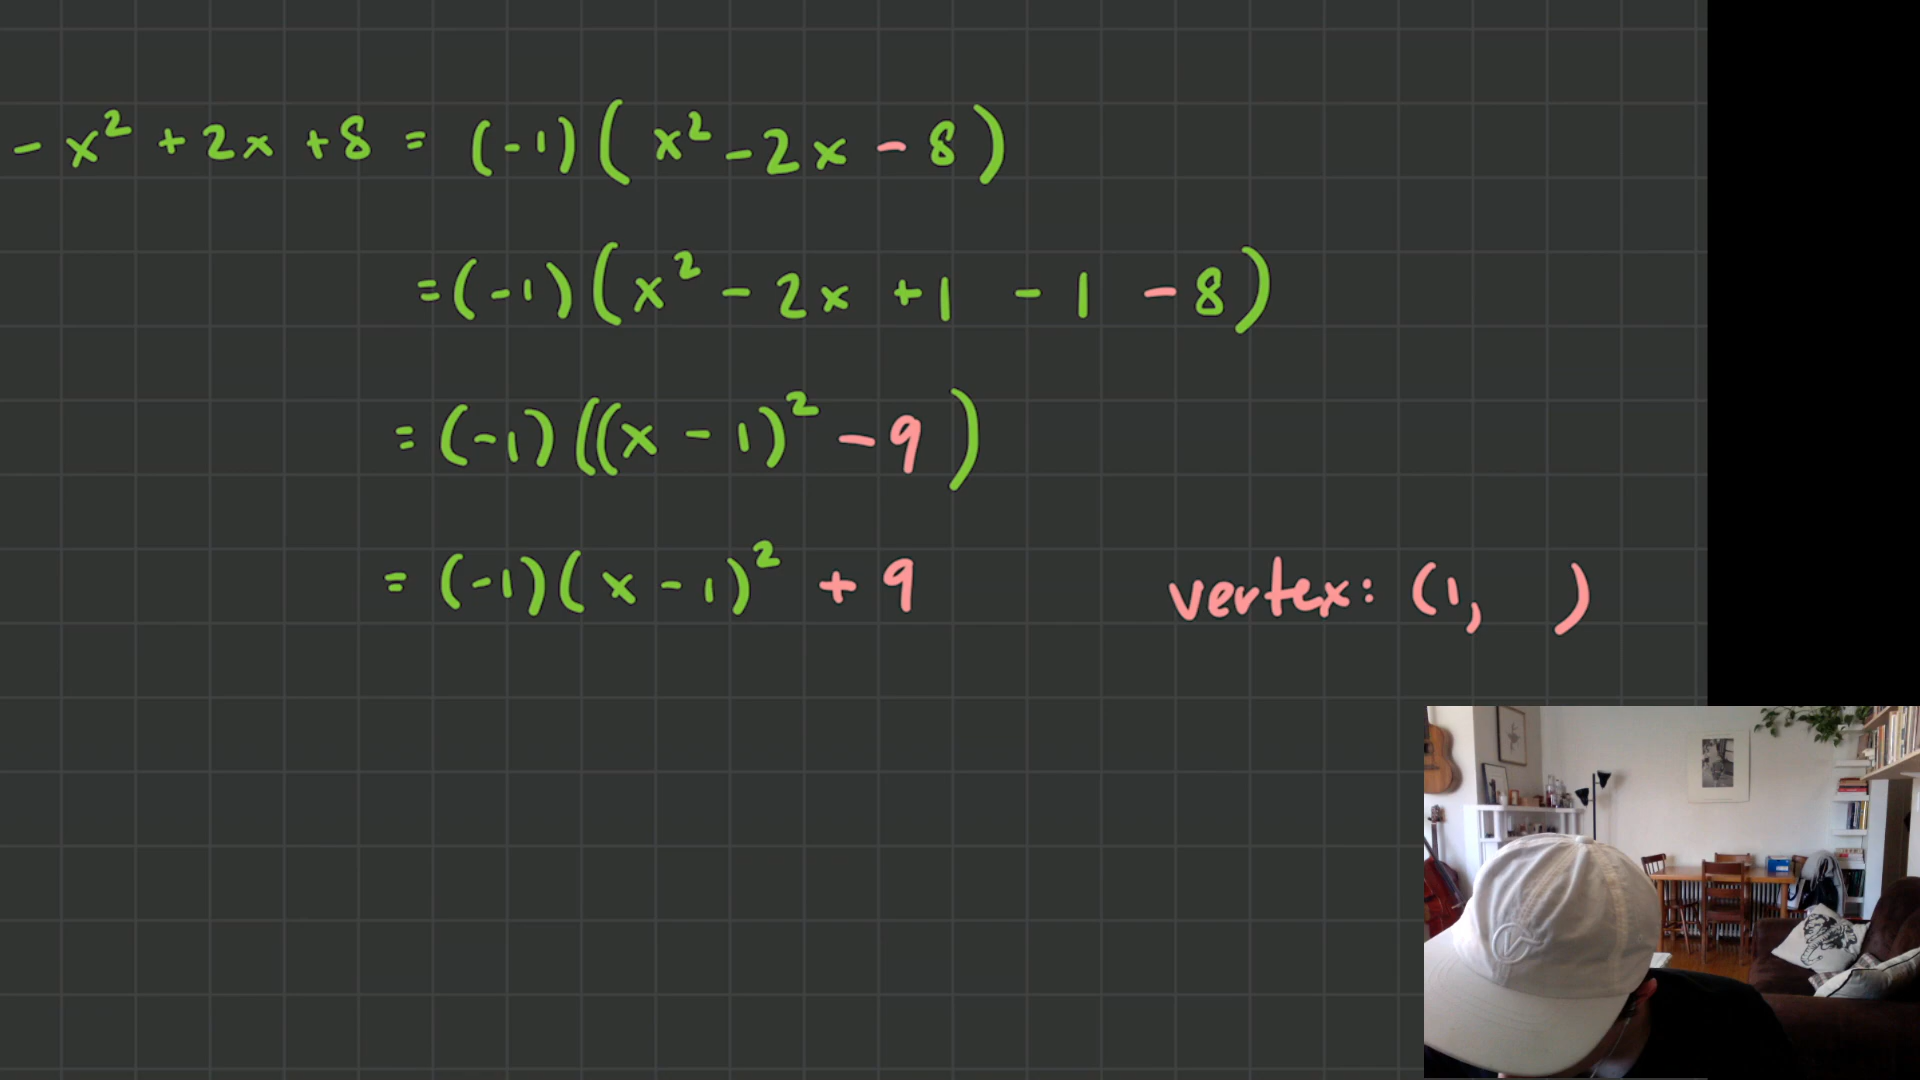 - x² + 2x + 8 = (-1)( x² - 2x - 8)
= (-1)(x² - 2x + 1 - 1 - 8)
= (-1)((x - 1)² - 9 )
= (-1)( x - 1)² + 9
vertex: (1, )